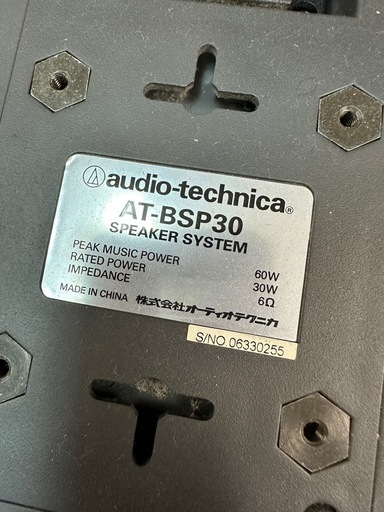 audio-technica®
AT-BSP30
SPEAKER SYSTEM
PEAK MUSIC POWER 60W
RATED POWER 30W
IMPEDANCE 6Ω
MADE IN CHINA 株式会社オーディオテクニカ
S/NO. 06330255